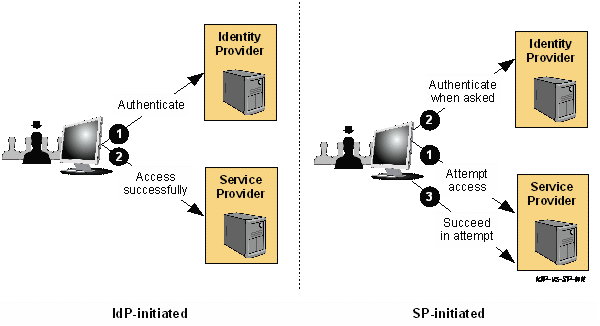 Identity
Provider
Authenticate
1
2
Access
successfully
Service
Provider
IdP-initiated
Identity
Provider
Authenticate
when asked
2
1
Attempt
access
3
Succeed
in attempt
Service
Provider
SP-initiated